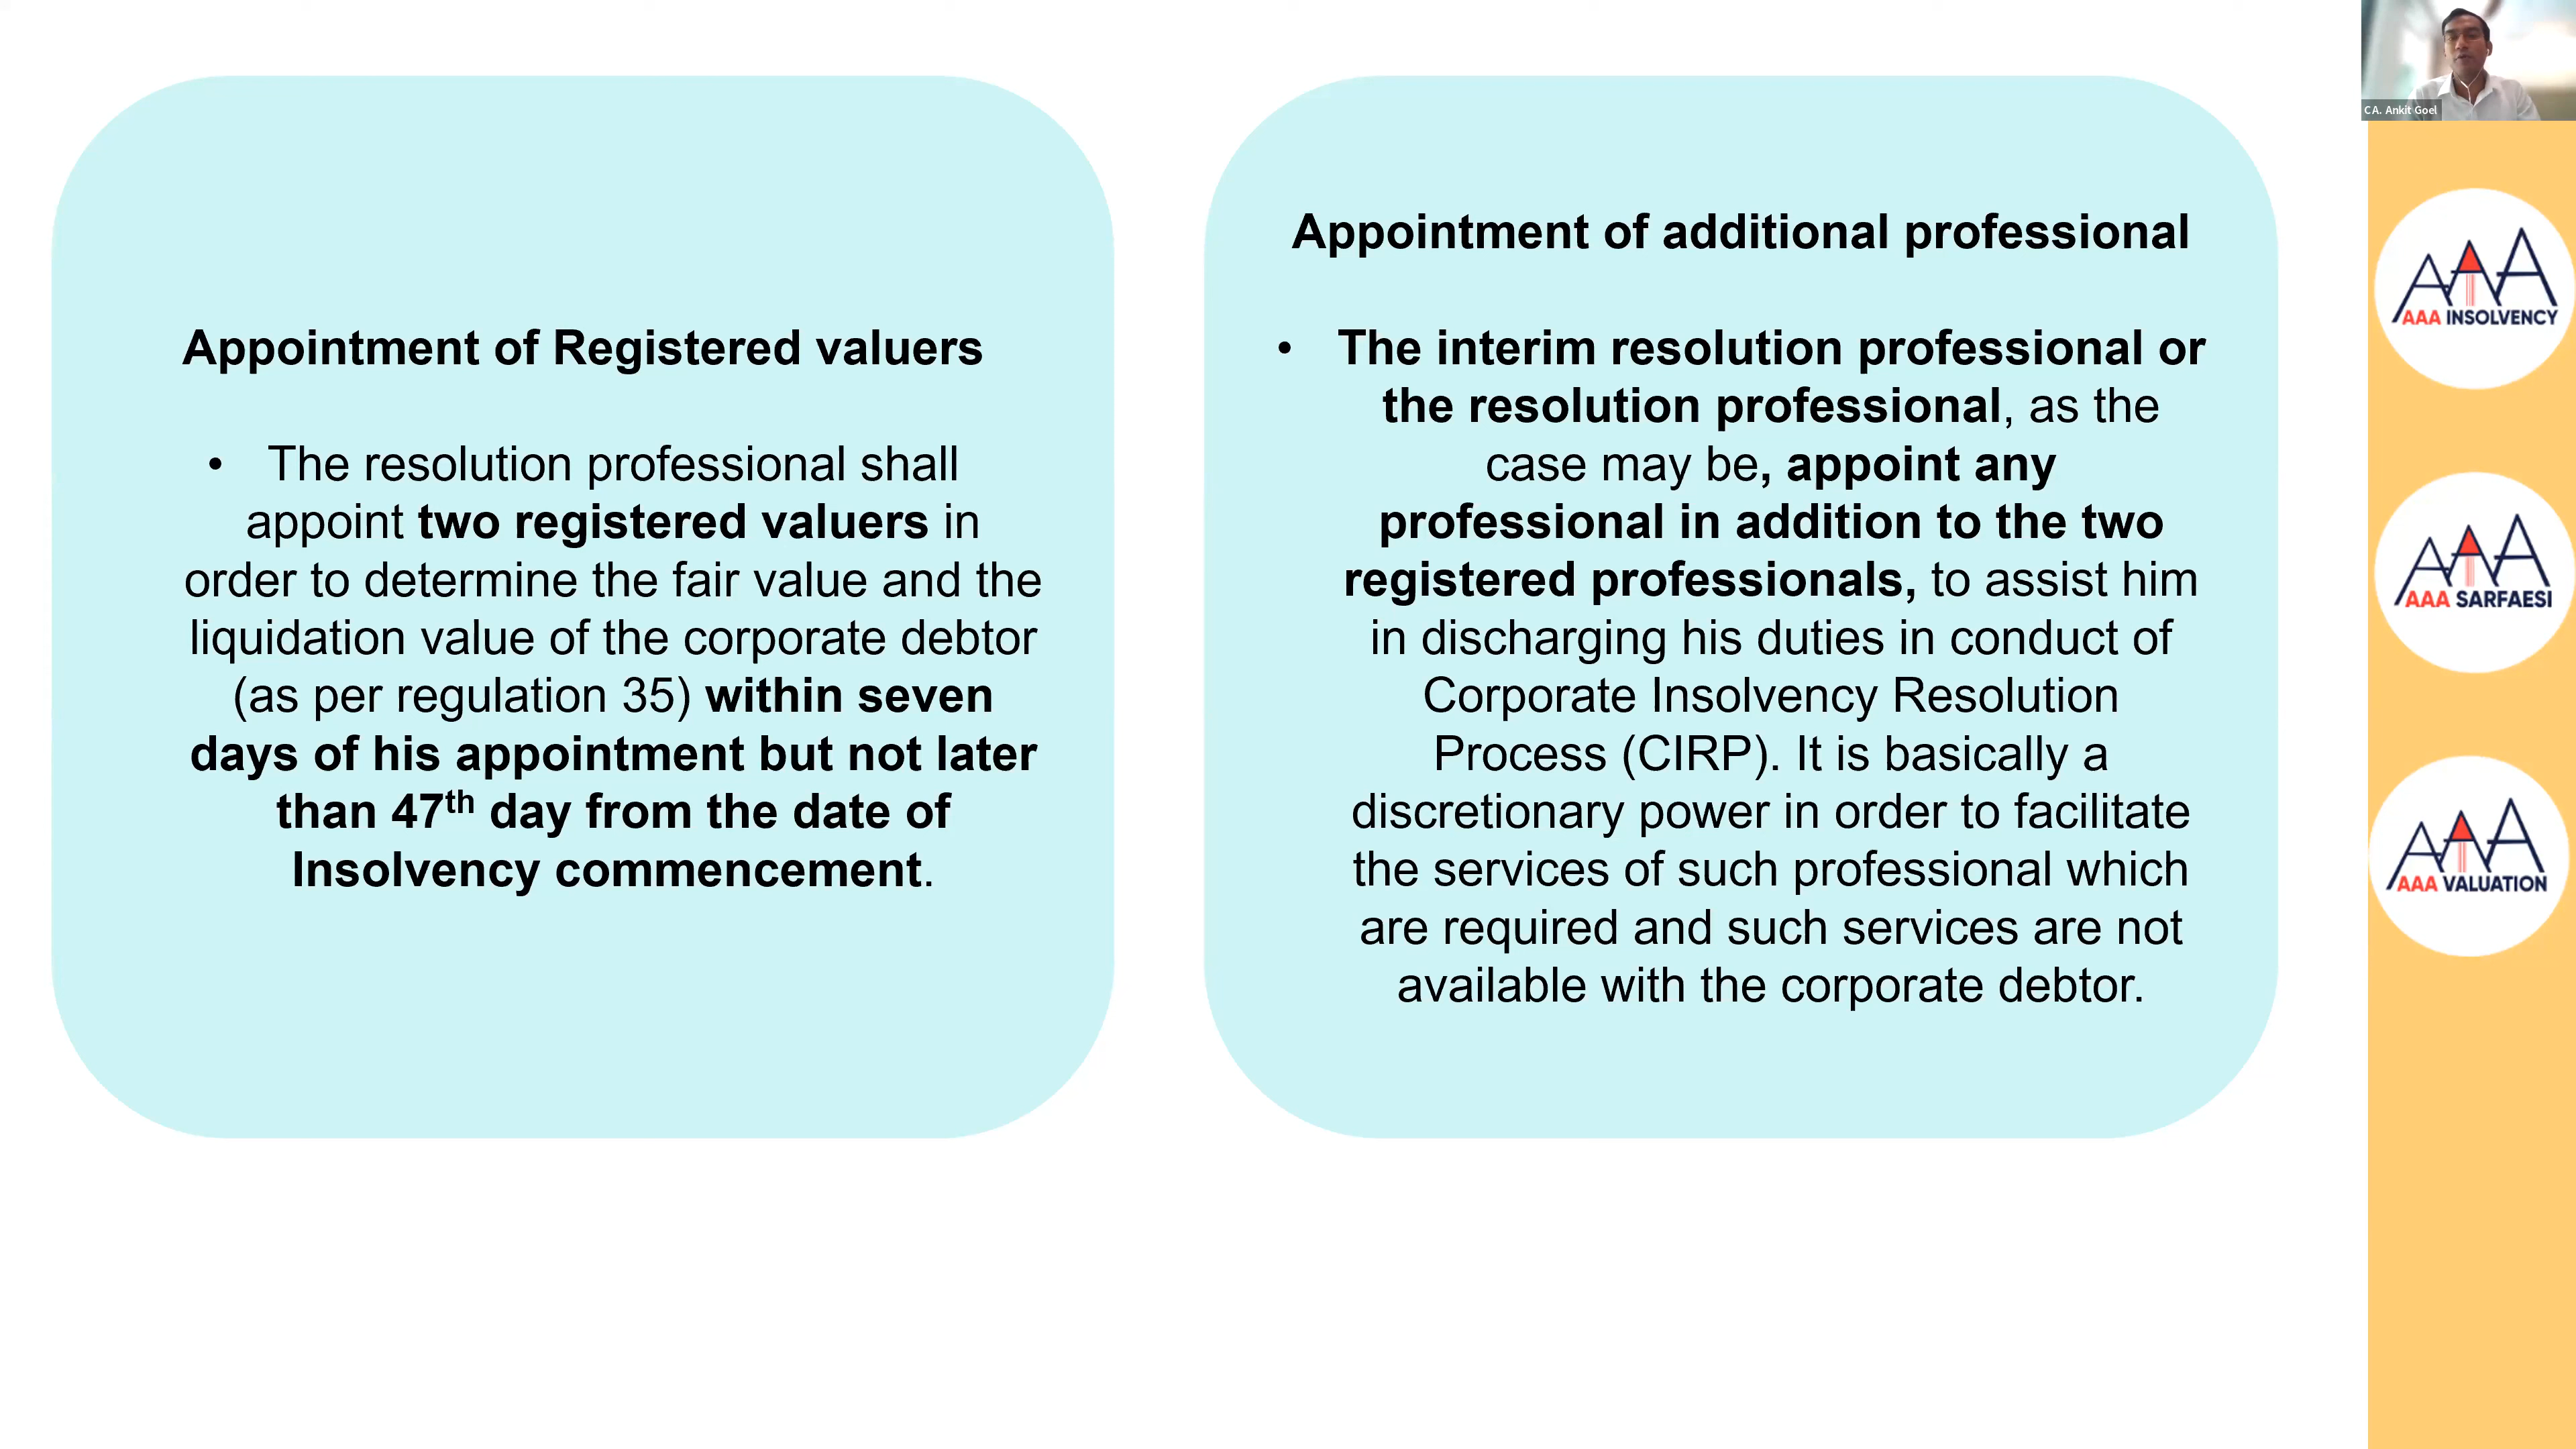 CA. Ankit Goel
Appointment of Registered valuers
• The resolution professional shall
appoint two registered valuers in
order to determine the fair value and the
liquidation value of the corporate debtor
(as per regulation 35) within seven
days of his appointment but not later
than 47th day from the date of
Insolvency commencement.
Appointment of additional professional
• The interim resolution professional or
the resolution professional, as the
case may be, appoint any
professional in addition to the two
registered professionals, to assist him
in discharging his duties in conduct of
Corporate Insolvency Resolution
Process (CIRP). It is basically a
discretionary power in order to facilitate
the services of such professional which
are required and such services are not
available with the corporate debtor.
AAA
AAA INSOLVENCY
AAA
AAA SARFAESI
AAA
AAA VALUATION